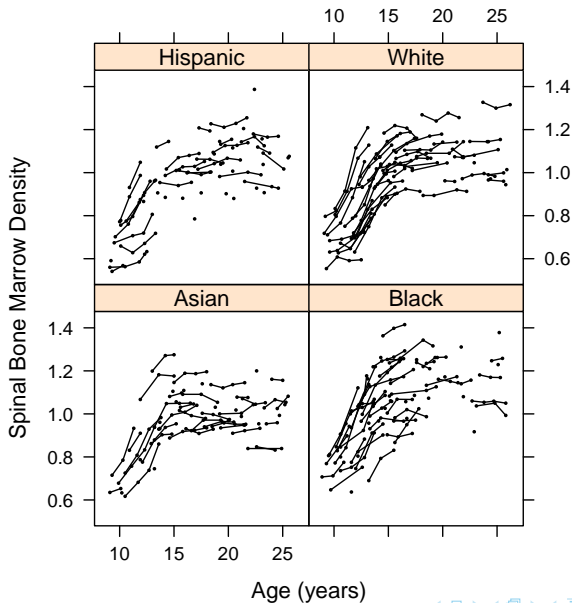 10 15 20 25
Hispanic White
1.4
1.2
1.0
0.8
0.6
Spinal Bone Marrow Density
Asian Black
1.4
1.2
1.0
0.8
0.6
10 15 20 25
Age (years)